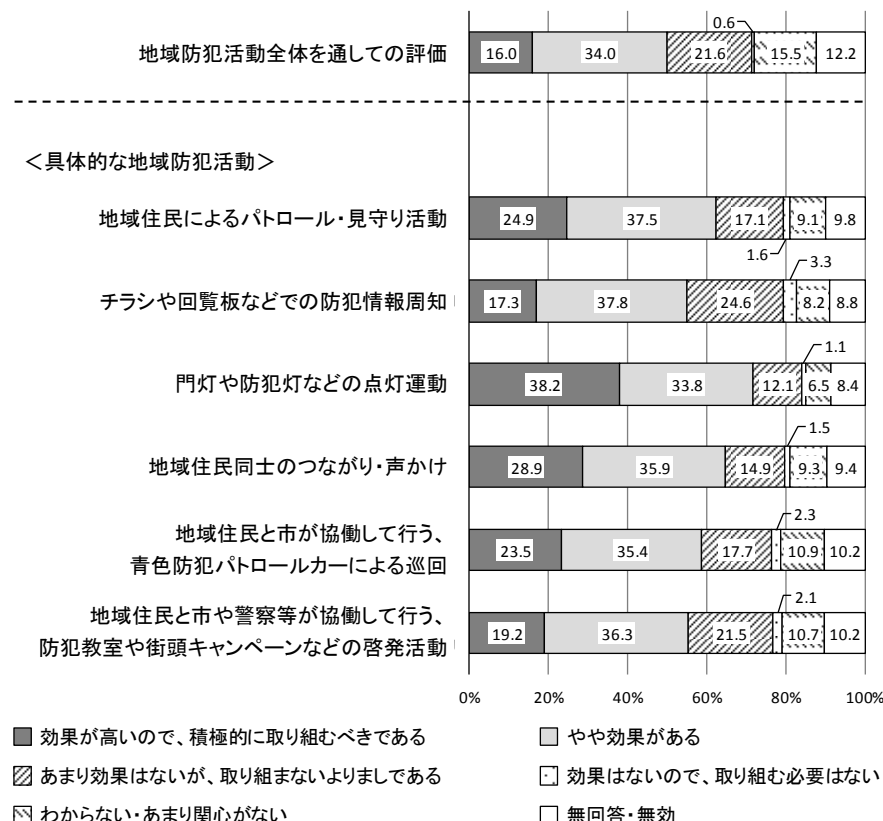 0.6
地域防犯活動全体を通しての評価
16.0 34.0 21.6 15.5 12.2
＜具体的な地域防犯活動＞
地域住民によるパトロール・見守り活動
24.9 37.5 17.1 9.1 9.8
1.6
3.3
チラシや回覧板などでの防犯情報周知
17.3 37.8 24.6 8.2 8.8
1.1
門灯や防犯灯などの点灯運動
38.2 33.8 12.1 6.5 8.4
1.5
地域住民同士のつながり・声かけ
28.9 35.9 14.9 9.3 9.4
2.3
地域住民と市が協働して行う、
青色防犯パトロールカーによる巡回
23.5 35.4 17.7 10.9 10.2
2.1
地域住民と市や警察等が協働して行う、
防犯教室や街頭キャンペーンなどの啓発活動
19.2 36.3 21.5 10.7 10.2
0% 20% 40% 60% 80% 100%
効果が高いので、積極的に取り組むべきである
やや効果がある
あまり効果はないが、取り組まないよりましである
効果はないので、取り組む必要はない
わからない・あまり関心がない
無回答・無効